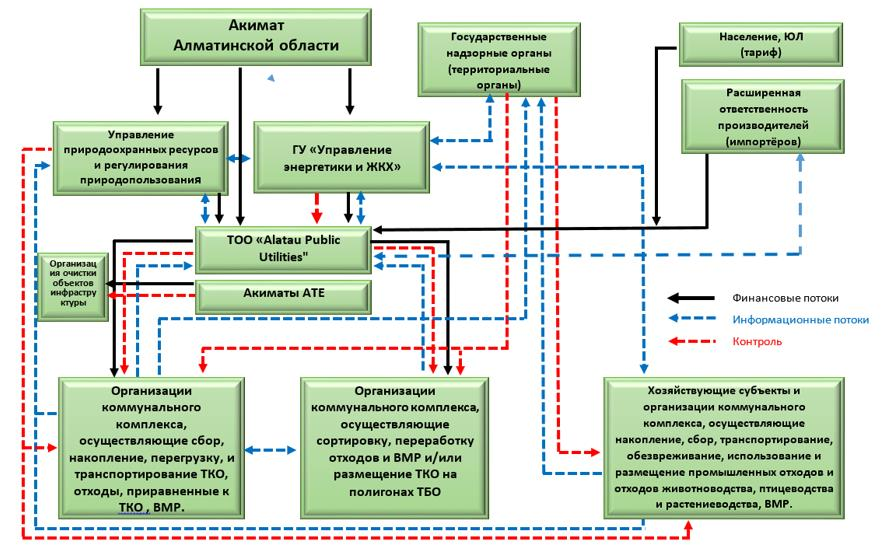 Акимат
Алматинской области
Государственные
надзорные органы
(территориальные
органы)
Население, ЮЛ
(тариф)
Расширенная
ответственность
производителей
(импортёров)
Управление
природоохранных ресурсов
и регулирования
природопользования
ГУ «Управление
энергетики и ЖКХ»
ТОО «Alatau Public
Utilities"
Организац
ия очистки
объектов
инфрастру
ктуры
Акиматы АТЕ
Финансовые потоки
Информационные потоки
Контроль
Организации
коммунального
комплекса,
осуществляющие сбор,
накопление, перегрузку, и
транспортирование ТКО,
отходы, приравненные к
ТКО , ВМР.
Организации
коммунального комплекса,
осуществляющие
сортировку, переработку
отходов и ВМР и/или
размещение ТКО на
полигонах ТБО
Хозяйствующие субъекты и
организации коммунального
комплекса, осуществляющие
накопление, сбор, транспортирование,
обезвреживание, использование и
размещение промышленных отходов и
отходов животноводства, птицеводства
и растениеводства, ВМР.